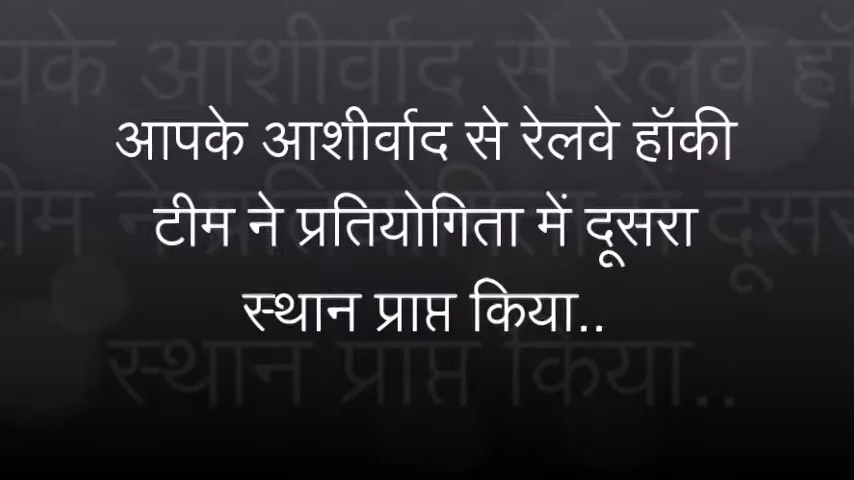 आपके आशीर्वाद से रेलवे हॉकी
टीम ने प्रतियोगिता में दूसरा
स्थान प्राप्त किया..